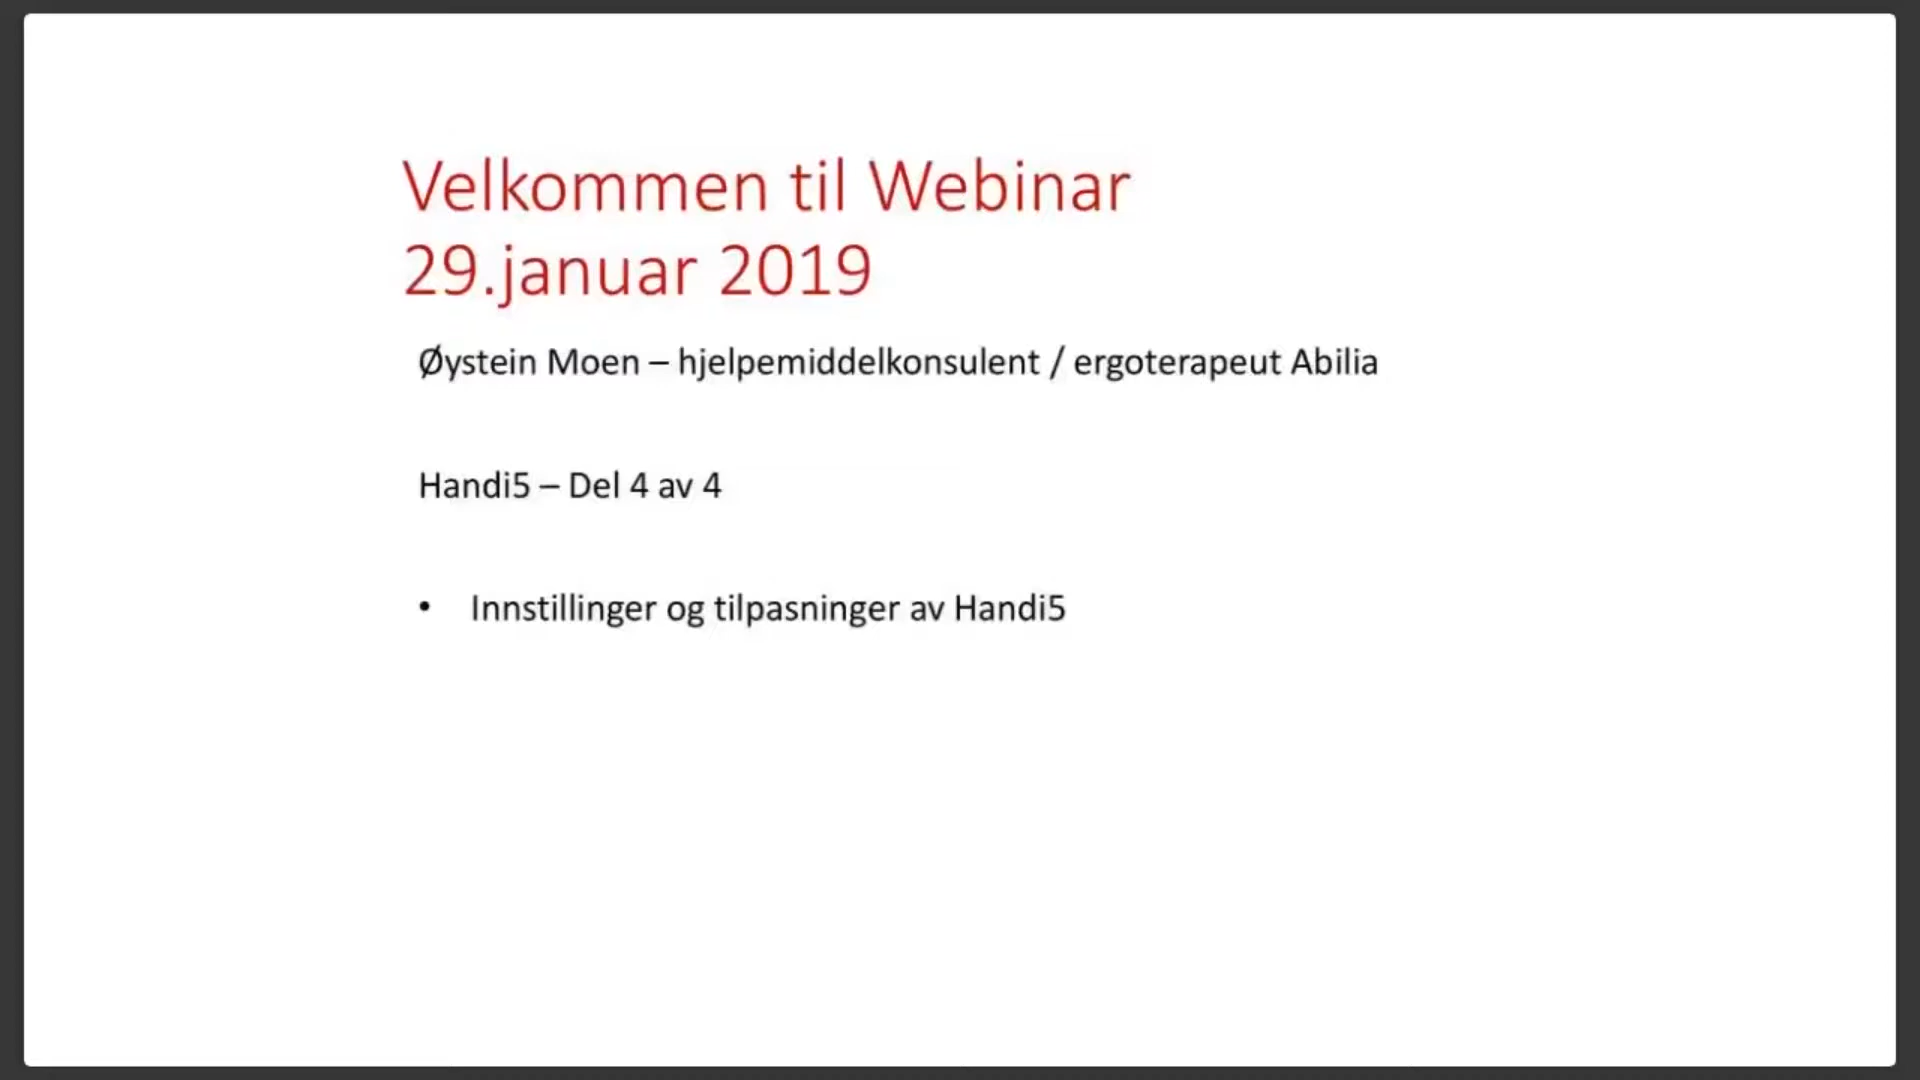 Velkommen til Webinar
29.januar 2019
Øystein Moen – hjelpemiddelkonsulent / ergoterapeut Abilia
Handi5 – Del 4 av 4
• Innstillinger og tilpasninger av Handi5